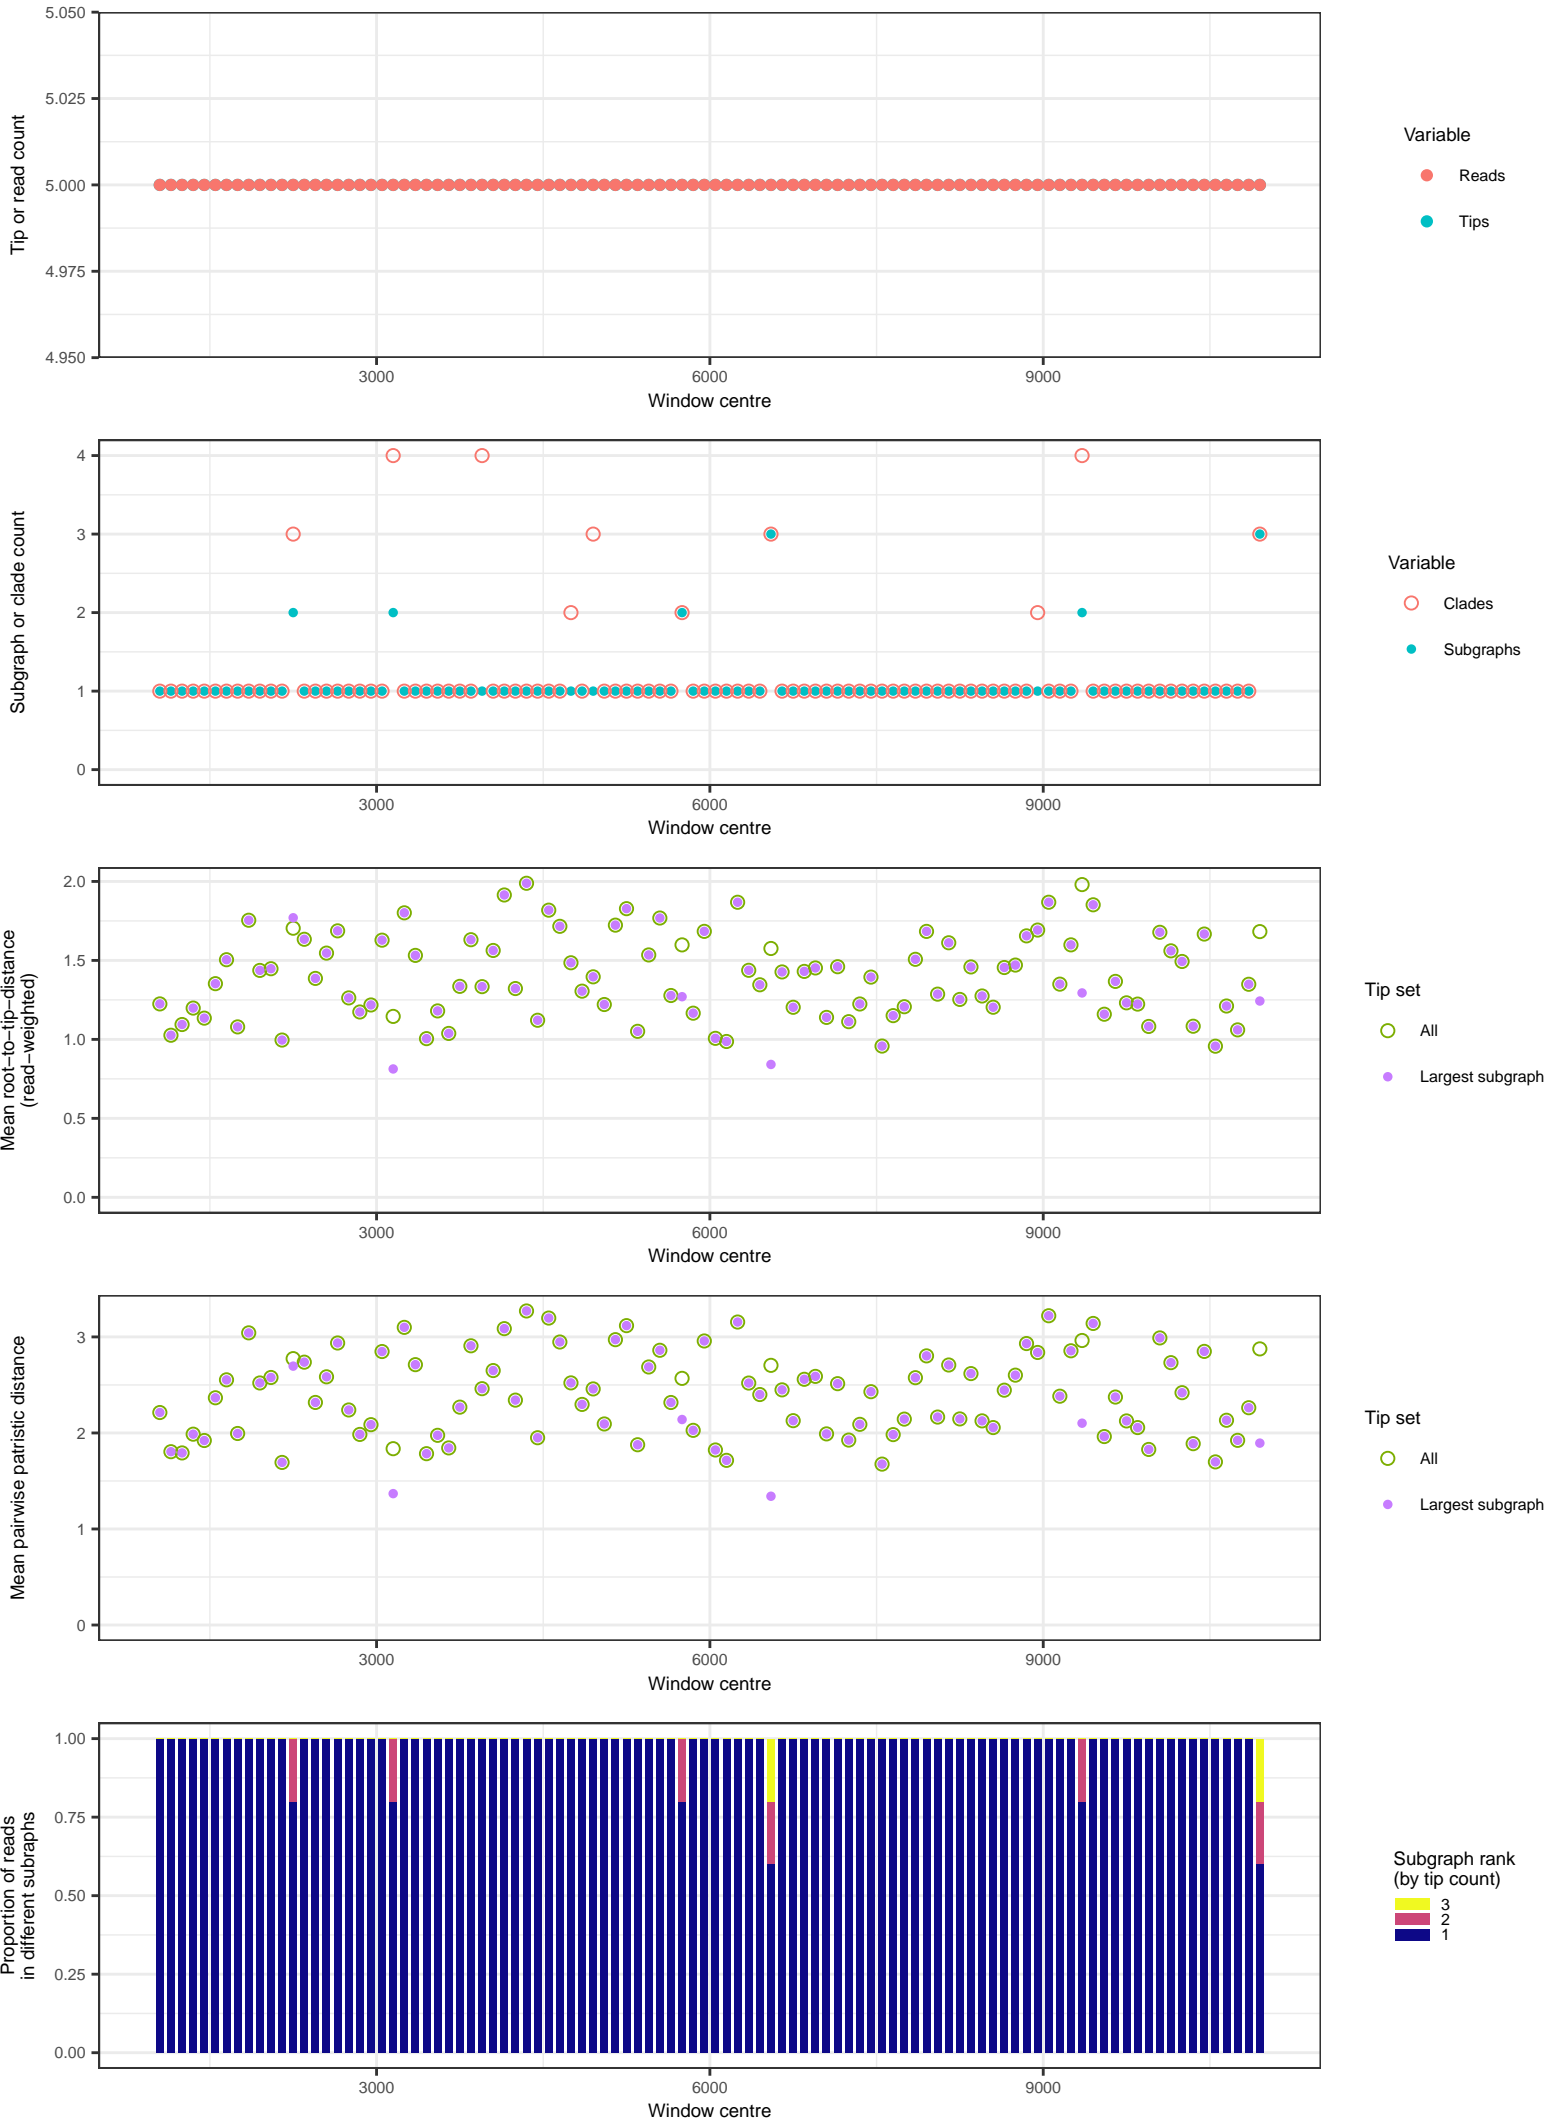 5.050
5.025
5.000
4.975
4.950
Tip or read count
3000
6000
9000
Window centre
Variable
Reads
Tips
4
3
2
1
0
Subgraph or clade count
3000
6000
9000
Window centre
Variable
Clades
Subgraphs
2.0
1.5
1.0
0.5
0.0
Mean root−to−tip−distance
(read−weighted)
3000
6000
9000
Window centre
Tip set
All
Largest subgraph
3
2
1
0
Mean pairwise patristic distance
3000
6000
9000
Window centre
Tip set
All
Largest subgraph
1.00
0.75
0.50
0.25
0.00
Proportion of reads
in different subraphs
3000
6000
9000
Window centre
Subgraph rank
(by tip count)
3
2
1